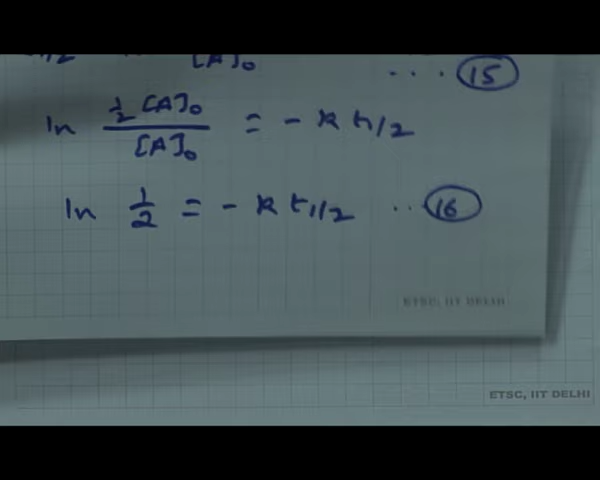 [A]₀
... (15)
ln ½ [A]₀ / [A]₀ = - k t₁/₂
ln 1/2 = - k t₁/₂ .. (16)
ETSC, IIT DELHI
ETSC, IIT DELHI